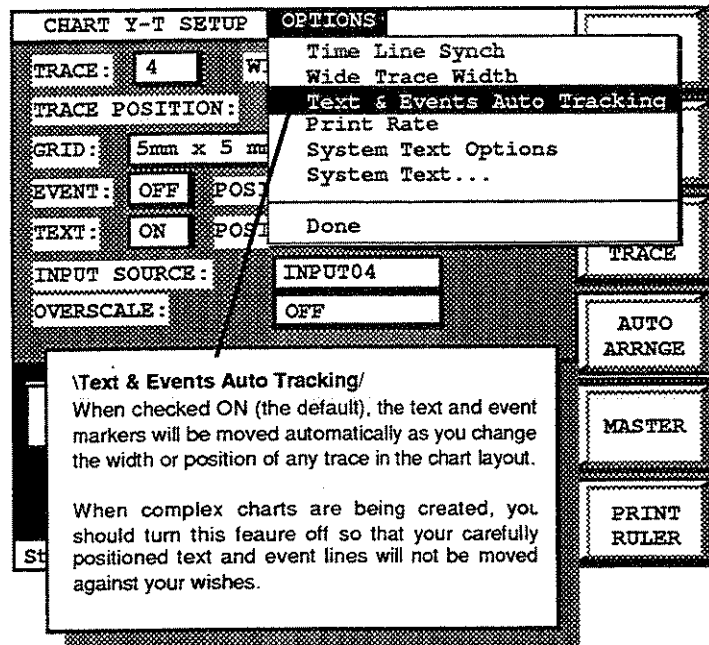 CHART Y-T SETUP OPTIONS
Time Line Synch
Wide Trace Width
Text & Events Auto Tracking
Print Rate
System Text Options
System Text...
Done
TRACE: 4
TRACE POSITION:
GRID: 5mm x 5
EVENT: OFF
TEXT: ON
INPUT SOURCE: INPUT04
OVERSCALE: OFF
TRACE
AUTO
ARRNGE
MASTER
PRINT
RULER
\Text & Events Auto Tracking/
When checked ON (the default), the text and event
markers will be moved automatically as you change
the width or position of any trace in the chart layout.
When complex charts are being created, you
should turn this feaure off so that your carefully
positioned text and event lines will not be moved
against your wishes.